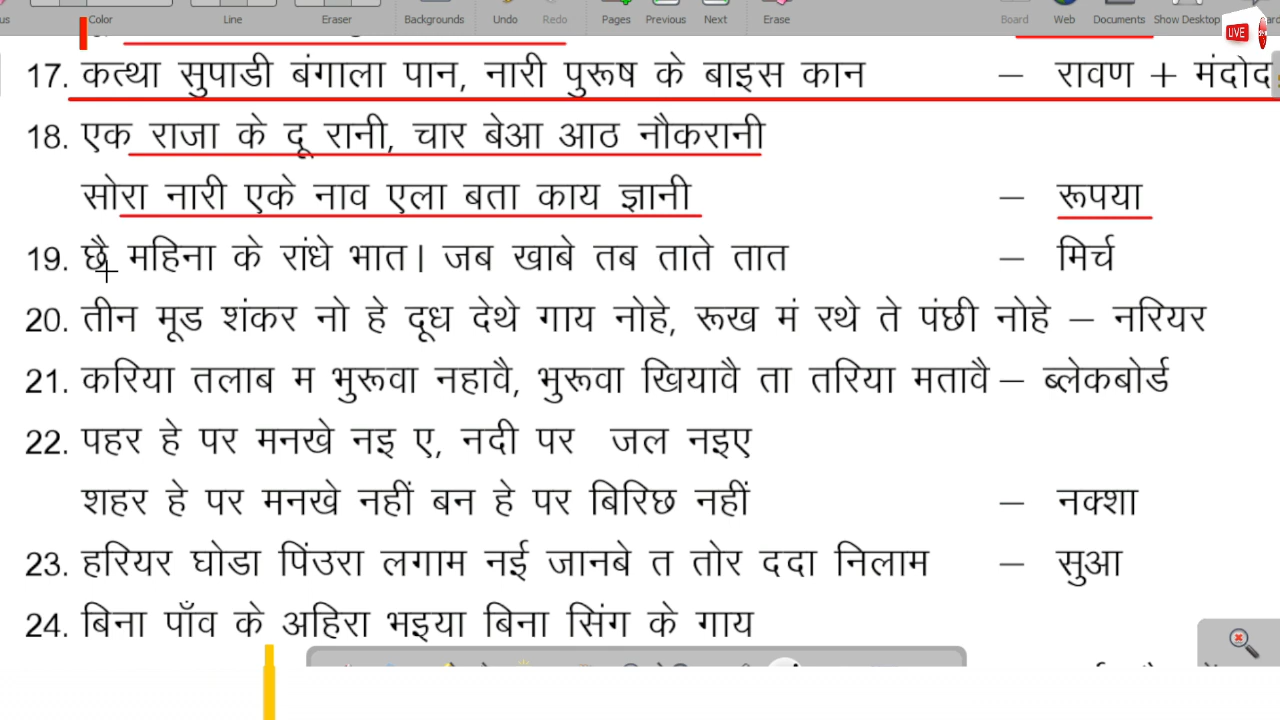 Color Line Eraser Backgrounds Undo Redo Pages Previous Next Erase Board Web Documents Show Desktop
LIVE
17. कत्था सुपाडी बंगाला पान, नारी पुरूष के बाइस कान – रावण + मंदोद
18. एक राजा के दू रानी, चार बेआ आठ नौकरानी
सोरा नारी एके नाव एला बता काय ज्ञानी – रूपया
19. छै महिना के रांधे भात। जब खाबे तब ताते तात – मिर्च
20. तीन मूड शंकर नो हे दूध देथे गाय नोहे, रूख मं रथे ते पंछी नोहे – नरियर
21. करिया तलाब म भुरूवा नहावै, भुरूवा खियावै ता तरिया मतावै – ब्लेकबोर्ड
22. पहर हे पर मनखे नइ ए, नदी पर जल नइए
शहर हे पर मनखे नहीं बन हे पर बिरिछ नहीं – नक्शा
23. हरियर घोडा पिंउरा लगाम नई जानबे त तोर ददा निलाम – सुआ
24. बिना पाँव के अहिरा भइया बिना सिंग के गाय